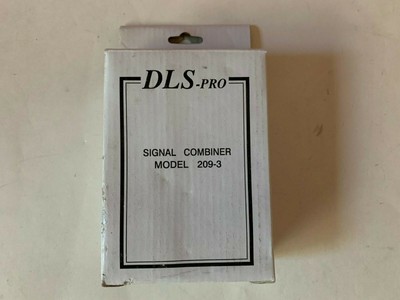 DLS-PRO
SIGNAL COMBINER
MODEL 209-3